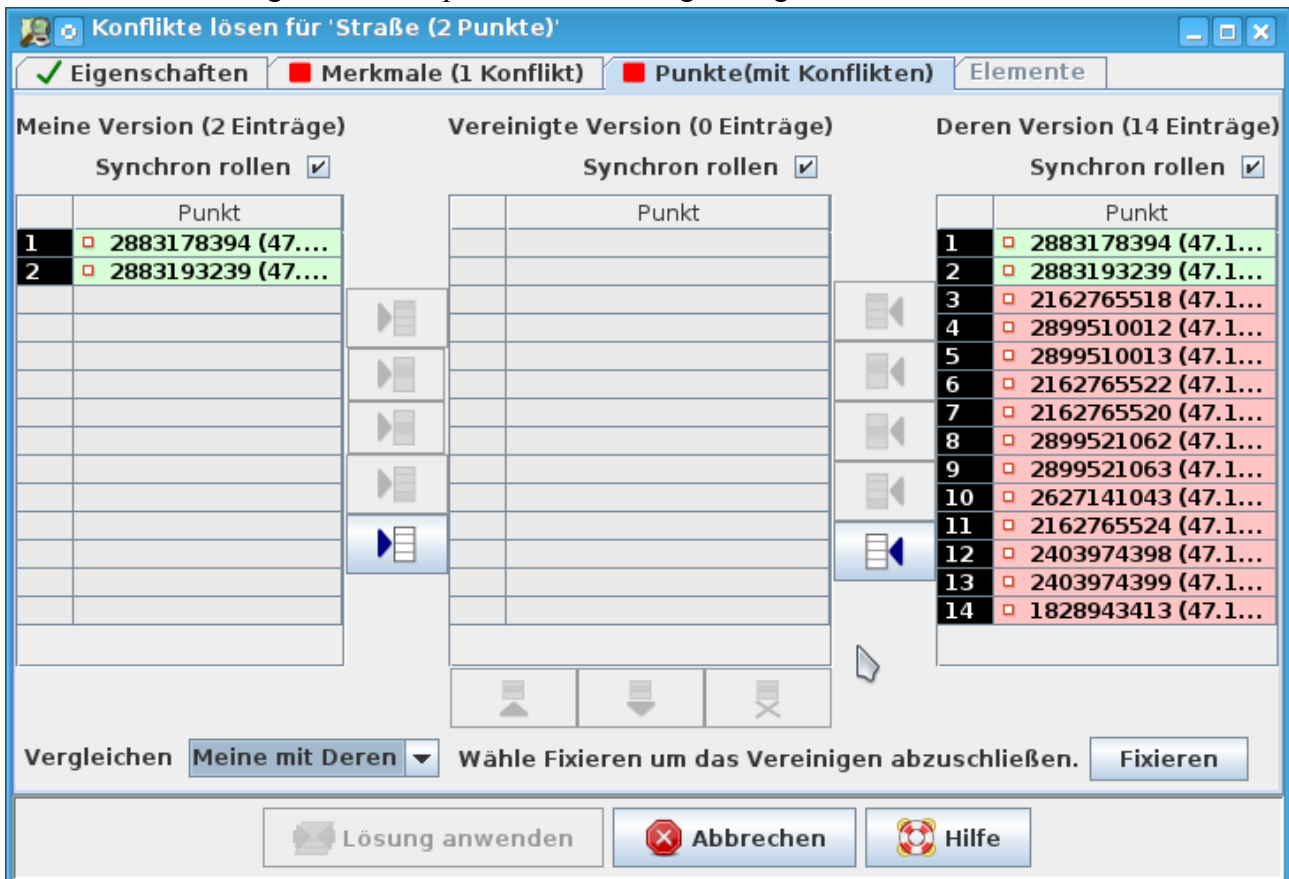 Konflikte lösen für 'Straße (2 Punkte)'
Eigenschaften Merkmale (1 Konflikt) Punkte(mit Konflikten) Elemente
Meine Version (2 Einträge) Vereinigte Version (0 Einträge) Deren Version (14 Einträge)
Synchron rollen Synchron rollen Synchron rollen
Punkt Punkt Punkt
1 2883178394 (47.... 1 2883178394 (47.1...
2 2883193239 (47.... 2 2883193239 (47.1...
3 2162765518 (47.1...
4 2899510012 (47.1...
5 2899510013 (47.1...
6 2162765522 (47.1...
7 2162765520 (47.1...
8 2899521062 (47.1...
9 2899521063 (47.1...
10 2627141043 (47.1...
11 2162765524 (47.1...
12 2403974398 (47.1...
13 2403974399 (47.1...
14 1828943413 (47.1...
Vergleichen Meine mit Deren Wähle Fixieren um das Vereinigen abzuschließen. Fixieren
Lösung anwenden Abbrechen Hilfe